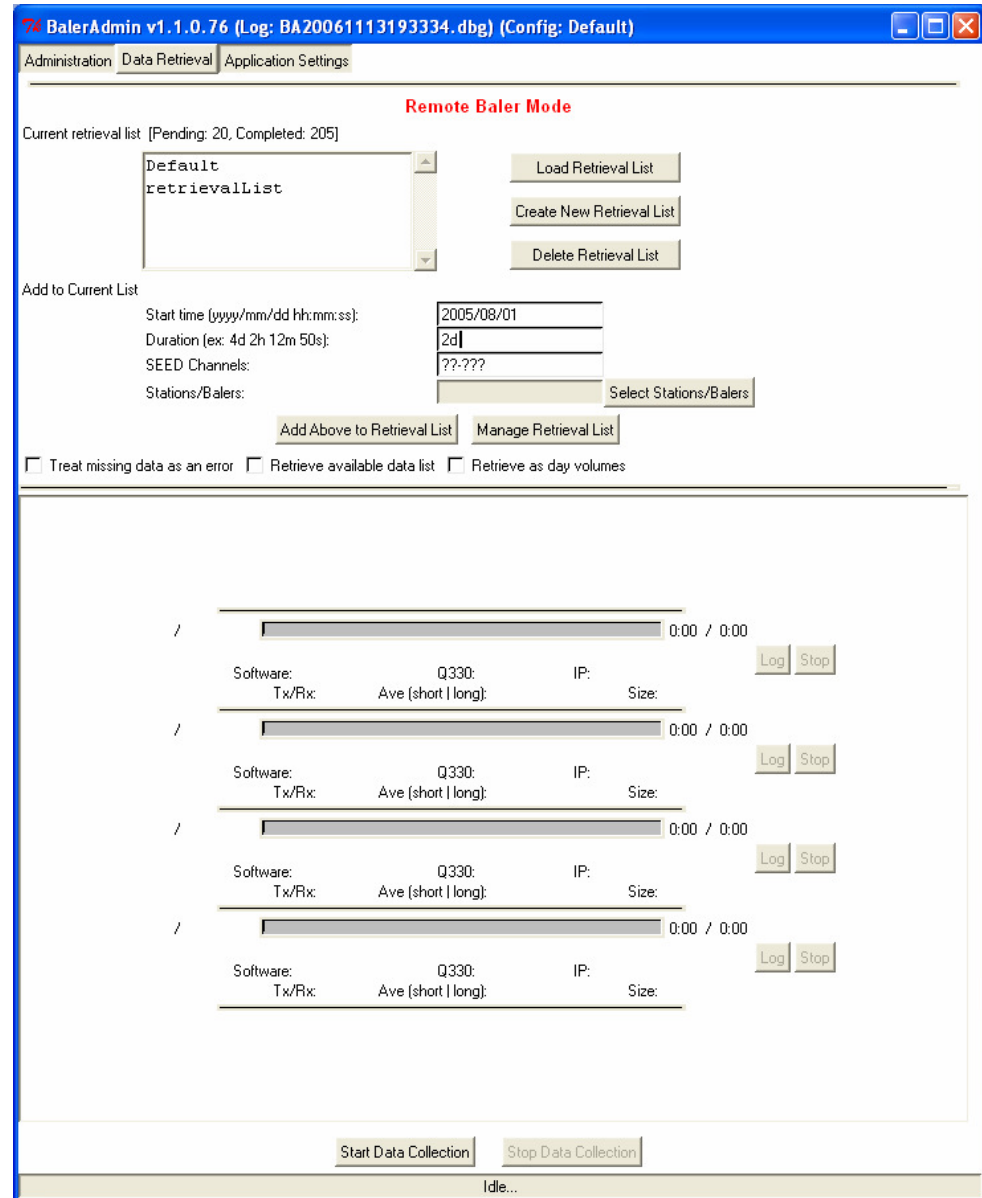 76 BalerAdmin v1.1.0.76 (Log: BA20061113193334.dbg) (Config: Default)
Administration Data Retrieval Application Settings
Remote Baler Mode
Current retrieval list [Pending: 20, Completed: 205]
Default
retrievalList
Load Retrieval List
Create New Retrieval List
Delete Retrieval List
Add to Current List
Start time (yyyy/mm/dd hh:mm:ss): 2005/08/01
Duration (ex: 4d 2h 12m 50s): 2d
SEED Channels: ??-???
Stations/Balers: Select Stations/Balers
Add Above to Retrieval List Manage Retrieval List
Treat missing data as an error Retrieve available data list Retrieve as day volumes
/ 0:00 / 0:00
Log Stop
Software: Q330: IP:
Tx/Rx: Ave (short | long): Size:
/ 0:00 / 0:00
Log Stop
Software: Q330: IP:
Tx/Rx: Ave (short | long): Size:
/ 0:00 / 0:00
Log Stop
Software: Q330: IP:
Tx/Rx: Ave (short | long): Size:
/ 0:00 / 0:00
Log Stop
Software: Q330: IP:
Tx/Rx: Ave (short | long): Size:
Start Data Collection Stop Data Collection
Idle...